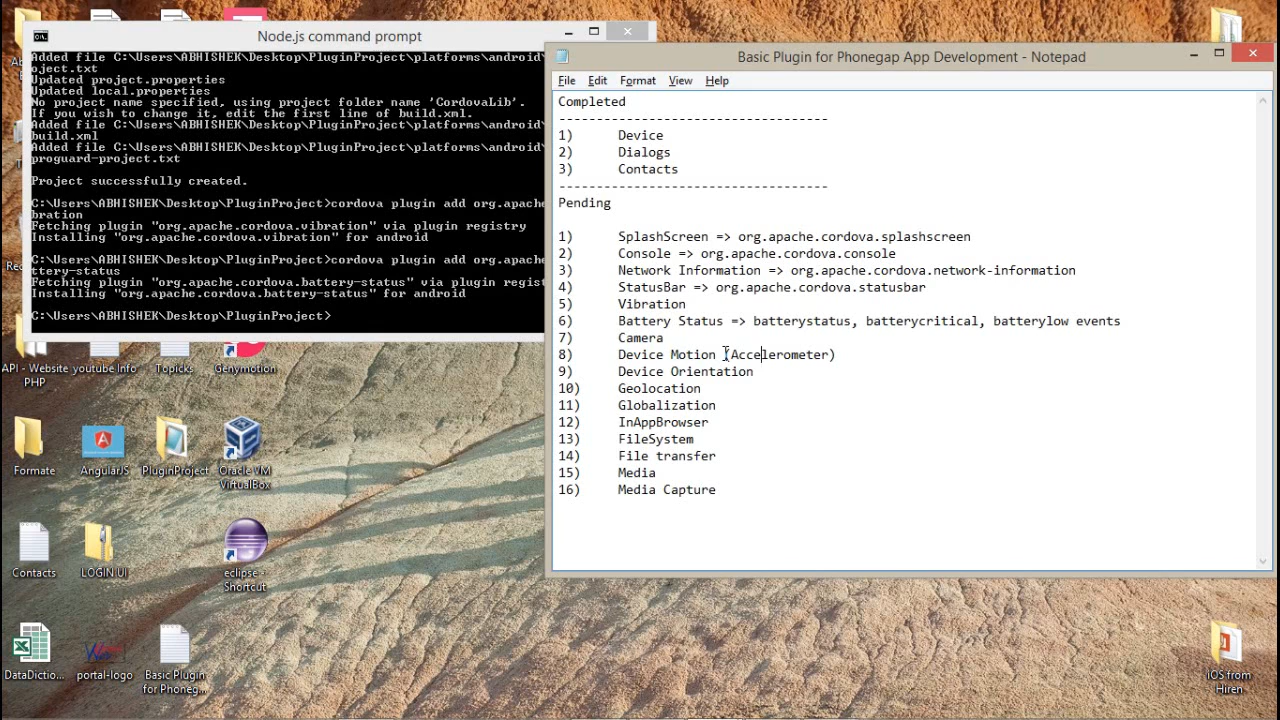 Node.js command prompt
Added file C:\Users\ABHISHEK\Desktop\PluginProject\platforms\android\
oject.txt
Updated project.properties
Updated local.properties
No project name specified, using project folder name 'CordovaLib'.
If you wish to change it, edit the first line of build.xml.
Added file C:\Users\ABHISHEK\Desktop\PluginProject\platforms\android\
build.xml
Added file C:\Users\ABHISHEK\Desktop\PluginProject\platforms\android\
proguard-project.txt
Project successfully created.
C:\Users\ABHISHEK\Desktop\PluginProject>cordova plugin add org.apache
bration
Fetching plugin "org.apache.cordova.vibration" via plugin registry
Installing "org.apache.cordova.vibration" for android
C:\Users\ABHISHEK\Desktop\PluginProject>cordova plugin add org.apache
ttery-status
Fetching plugin "org.apache.cordova.battery-status" via plugin regist
Installing "org.apache.cordova.battery-status" for android
C:\Users\ABHISHEK\Desktop\PluginProject>
Basic Plugin for Phonegap App Development - Notepad
File Edit Format View Help
Completed
------------------------------------
1) Device
2) Dialogs
3) Contacts
------------------------------------
Pending
1) SplashScreen => org.apache.cordova.splashscreen
2) Console => org.apache.cordova.console
3) Network Information => org.apache.cordova.network-information
4) StatusBar => org.apache.cordova.statusbar
5) Vibration
6) Battery Status => batterystatus, batterycritical, batterylow events
7) Camera
8) Device Motion (Accelerometer)
9) Device Orientation
10) Geolocation
11) Globalization
12) InAppBrowser
13) FileSystem
14) File transfer
15) Media
16) Media Capture
API - Website PHP
youtube Info
Topicks
Genymotion
Formate
AngularJS
PluginProject
Oracle VM VirtualBox
Contacts
LOGIN UI
eclipse - Shortcut
DataDictio...
portal-logo
Basic Plugin for Phoneg...
iOS from Hiren